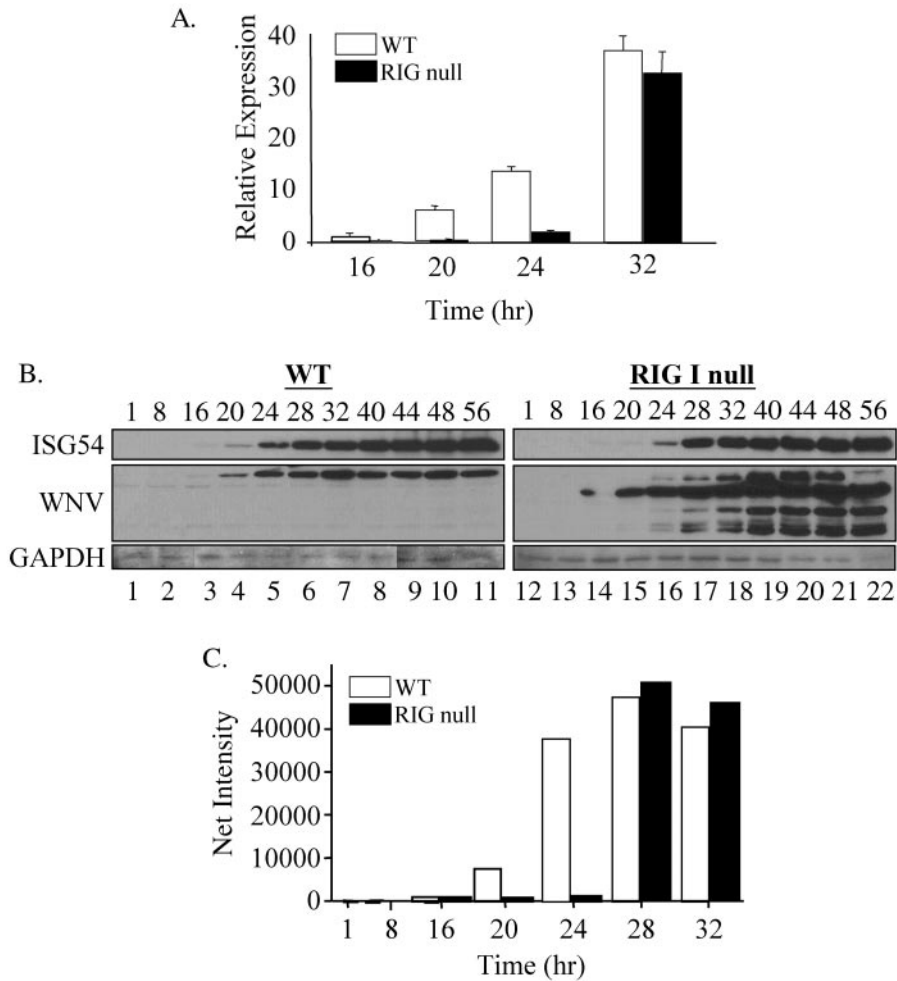 A.
40
30
20
10
0
Relative Expression
WT
RIG null
16 20 24 32
Time (hr)
B.
WT
RIG I null
1 8 16 20 24 28 32 40 44 48 56
1 8 16 20 24 28 32 40 44 48 56
ISG54
WNV
GAPDH
1 2 3 4 5 6 7 8 9 10 11
12 13 14 15 16 17 18 19 20 21 22
C.
50000
40000
30000
20000
10000
0
Net Intensity
WT
RIG null
1 8 16 20 24 28 32
Time (hr)